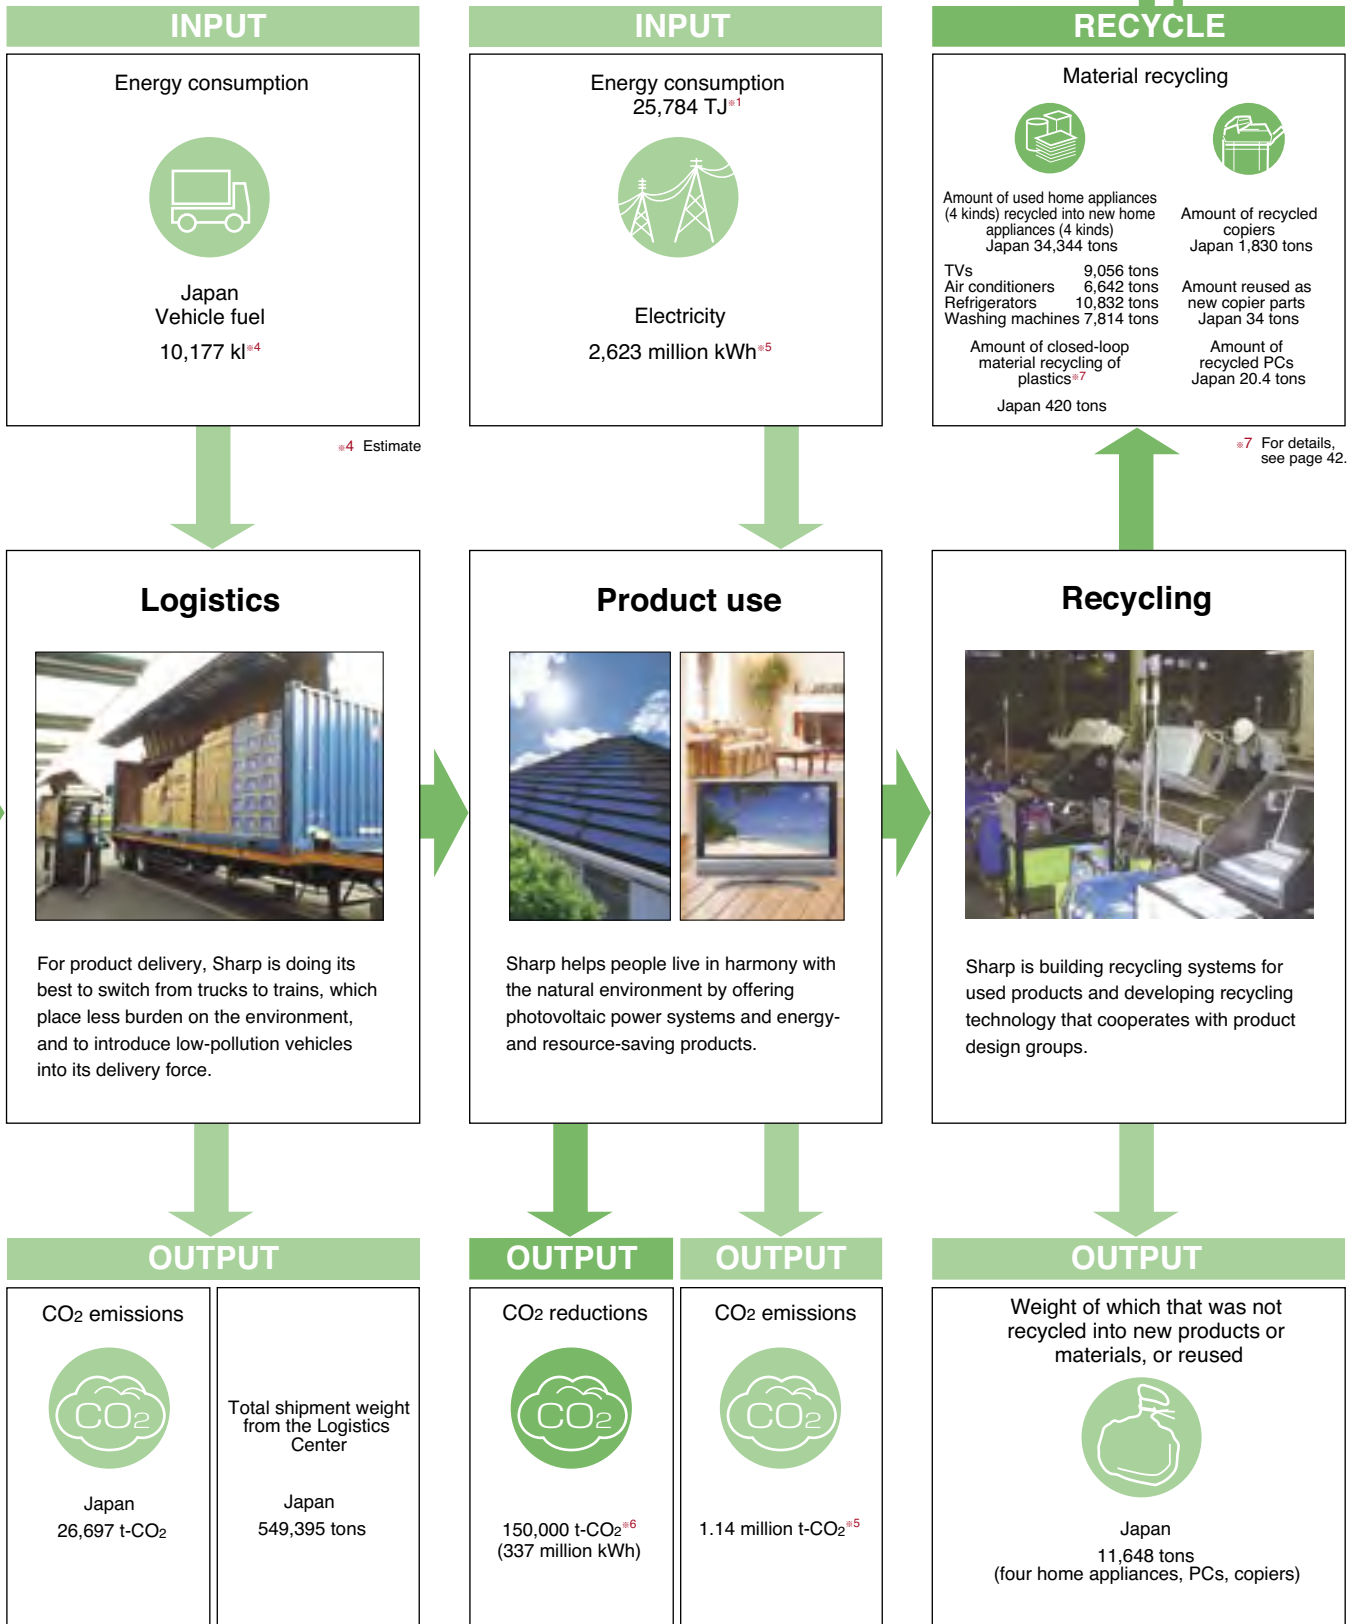 INPUT
Energy consumption
Japan
Vehicle fuel
10,177 kl※4
※4 Estimate
INPUT
Energy consumption
25,784 TJ※1
Electricity
2,623 million kWh※5
RECYCLE
Material recycling
Amount of used home appliances
(4 kinds) recycled into new home
appliances (4 kinds)
Japan 34,344 tons
TVs 9,056 tons
Air conditioners 6,642 tons
Refrigerators 10,832 tons
Washing machines 7,814 tons
Amount of closed-loop
material recycling of
plastics※7
Japan 420 tons
Amount of recycled
copiers
Japan 1,830 tons
Amount reused as
new copier parts
Japan 34 tons
Amount of
recycled PCs
Japan 20.4 tons
※7 For details,
see page 42.
Logistics
For product delivery, Sharp is doing its
best to switch from trucks to trains, which
place less burden on the environment,
and to introduce low-pollution vehicles
into its delivery force.
Product use
Sharp helps people live in harmony with
the natural environment by offering
photovoltaic power systems and energy-
and resource-saving products.
Recycling
Sharp is building recycling systems for
used products and developing recycling
technology that cooperates with product
design groups.
OUTPUT
CO2 emissions
CO2
Japan
26,697 t-CO2
Total shipment weight
from the Logistics
Center
Japan
549,395 tons
OUTPUT
CO2 reductions
CO2
150,000 t-CO2※6
(337 million kWh)
OUTPUT
CO2 emissions
CO2
1.14 million t-CO2※5
OUTPUT
Weight of which that was not
recycled into new products or
materials, or reused
Japan
11,648 tons
(four home appliances, PCs, copiers)